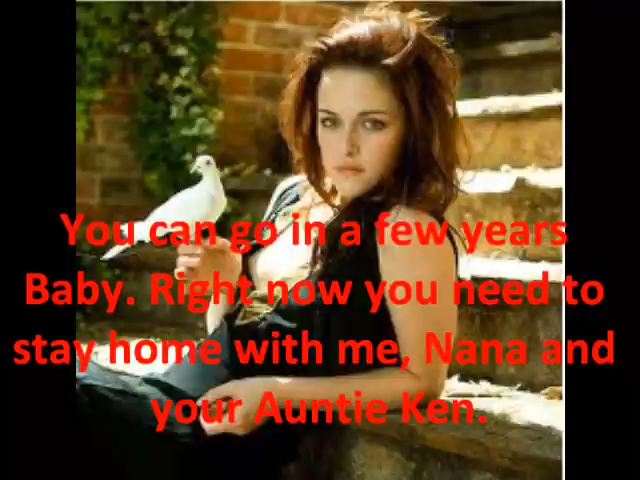 You can go in a few years
Baby. Right now you need to
stay home with me, Nana and
your Auntie Ken.